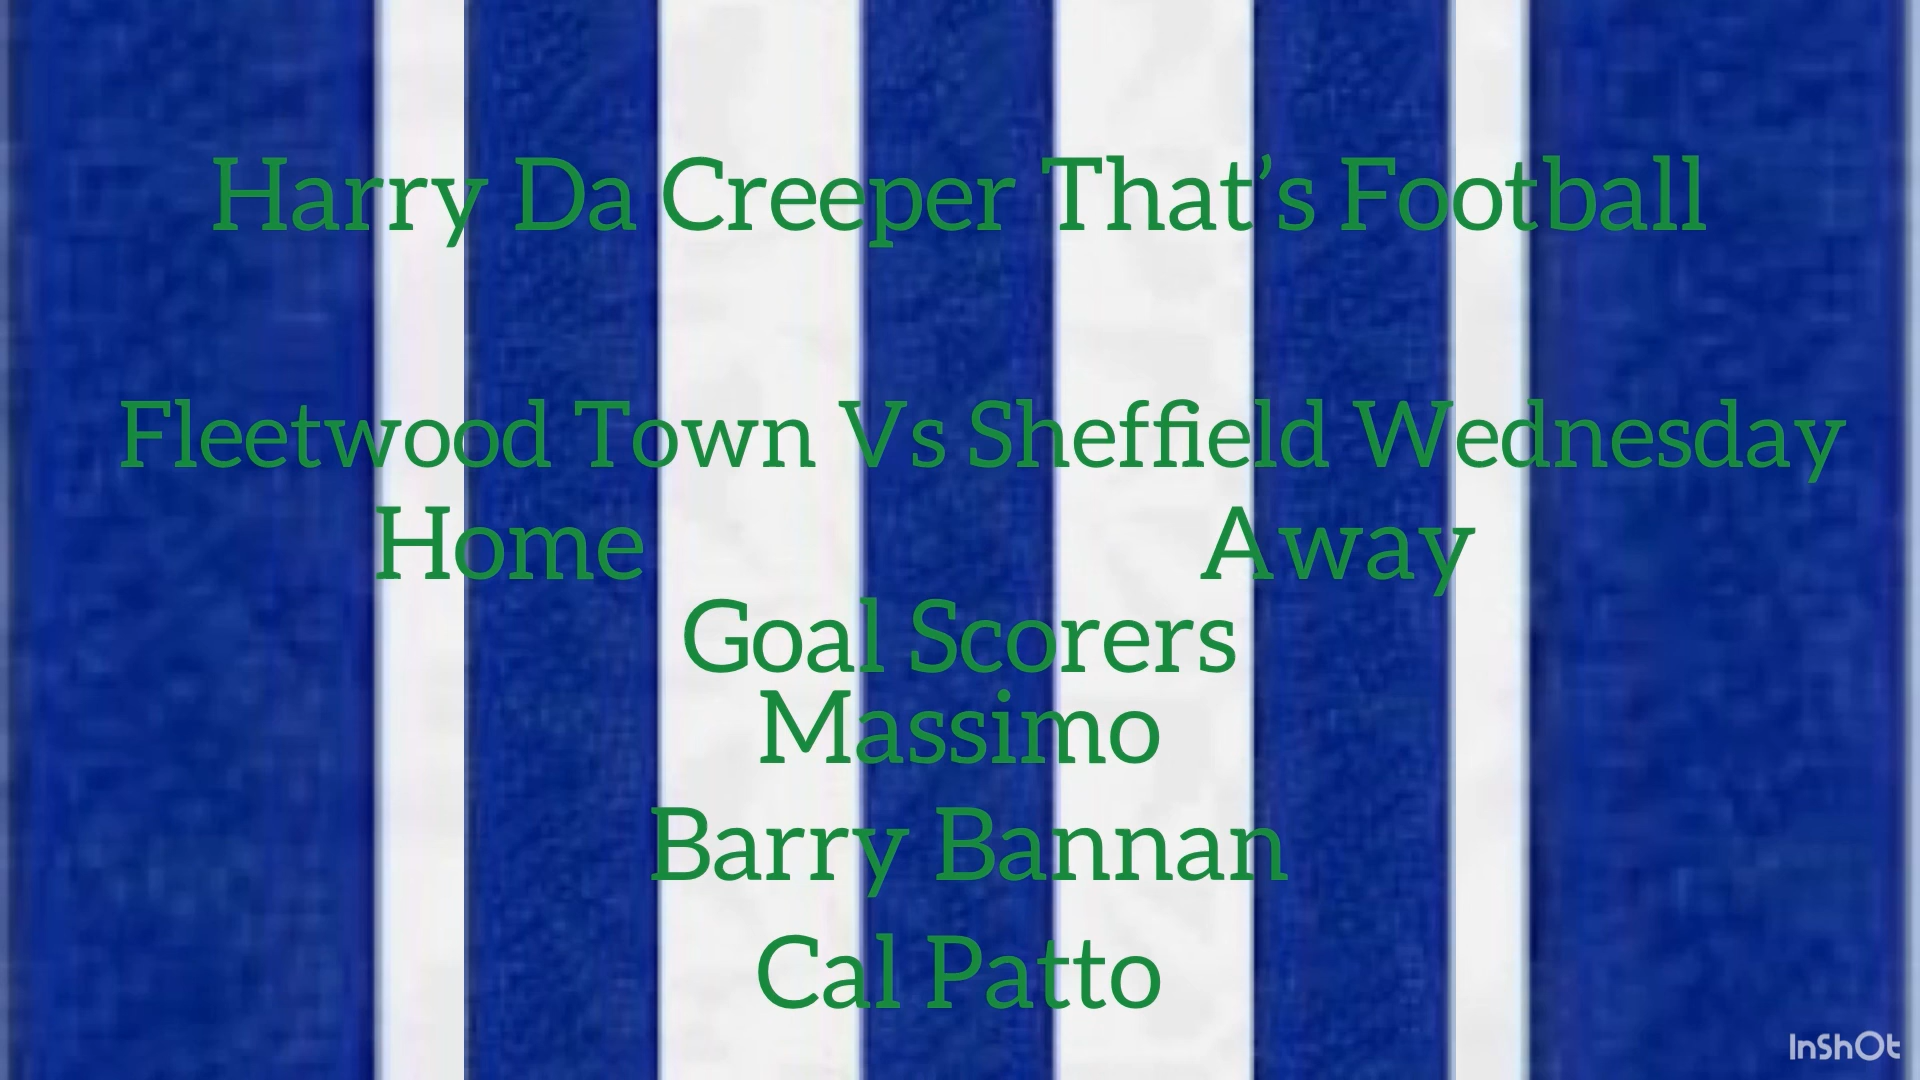 Harry Da Creeper That’s Football
Fleetwood Town Vs Sheffield Wednesday
Home Away
Goal Scorers
Massimo
Barry Bannan
Cal Patto
InShOt